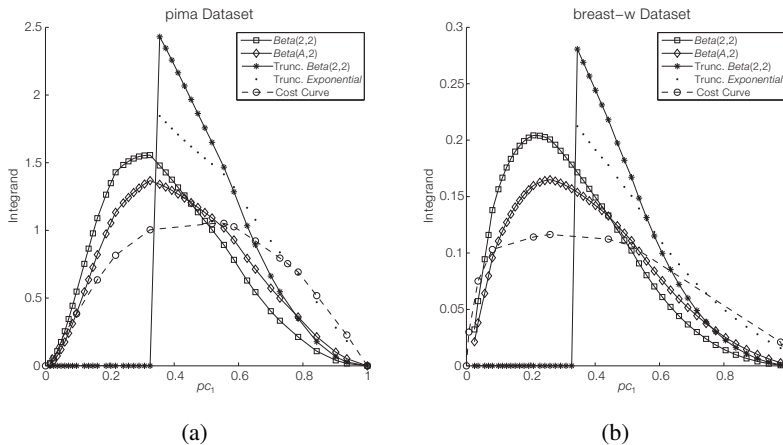 pima Dataset
2.5
2
1.5
1
0.5
0
Integrand
Beta(2,2)
Beta(A,2)
Trunc. Beta(2,2)
Trunc. Exponential
Cost Curve
0 0.2 0.4 0.6 0.8 1
pc₁
(a)
breast−w Dataset
0.3
0.25
0.2
0.15
0.1
0.05
0
Integrand
Beta(2,2)
Beta(A,2)
Trunc. Beta(2,2)
Trunc. Exponential
Cost Curve
0 0.2 0.4 0.6 0.8
pc₁
(b)